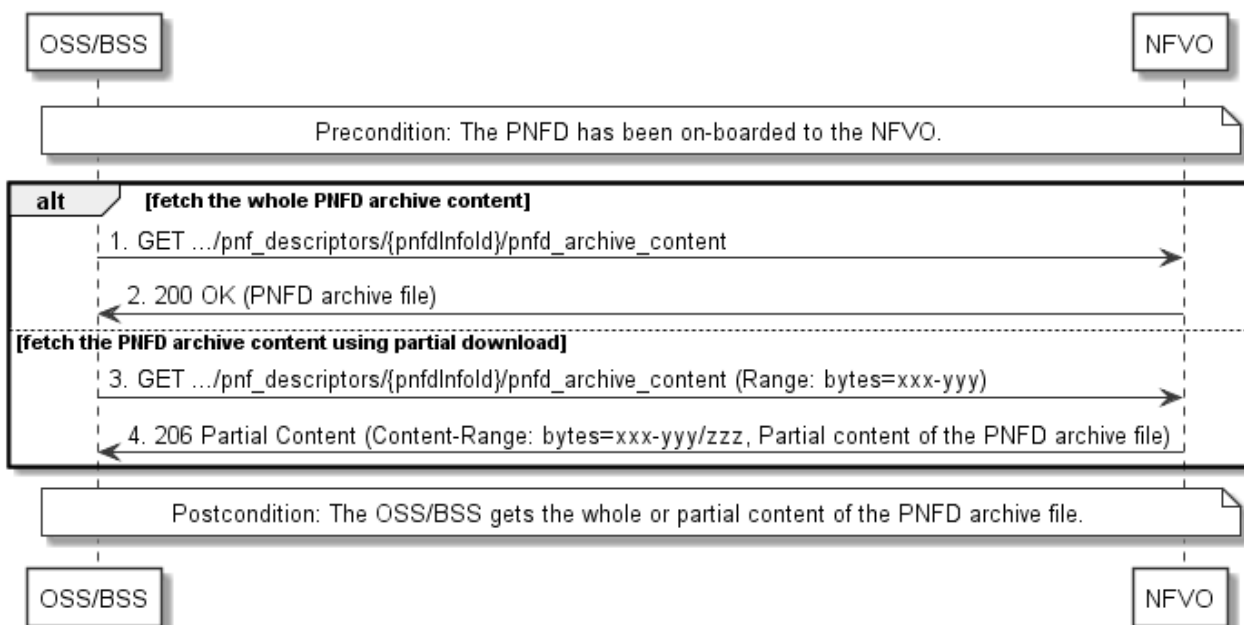 OSS/BSS
NFVO
Precondition: The PNFD has been on-boarded to the NFVO.
alt
[fetch the whole PNFD archive content]
1. GET .../pnf_descriptors/{pnfdInfoId}/pnfd_archive_content
2. 200 OK (PNFD archive file)
[fetch the PNFD archive content using partial download]
3. GET .../pnf_descriptors/{pnfdInfoId}/pnfd_archive_content (Range: bytes=xxx-yyy)
4. 206 Partial Content (Content-Range: bytes=xxx-yyy/zzz, Partial content of the PNFD archive file)
Postcondition: The OSS/BSS gets the whole or partial content of the PNFD archive file.
OSS/BSS
NFVO